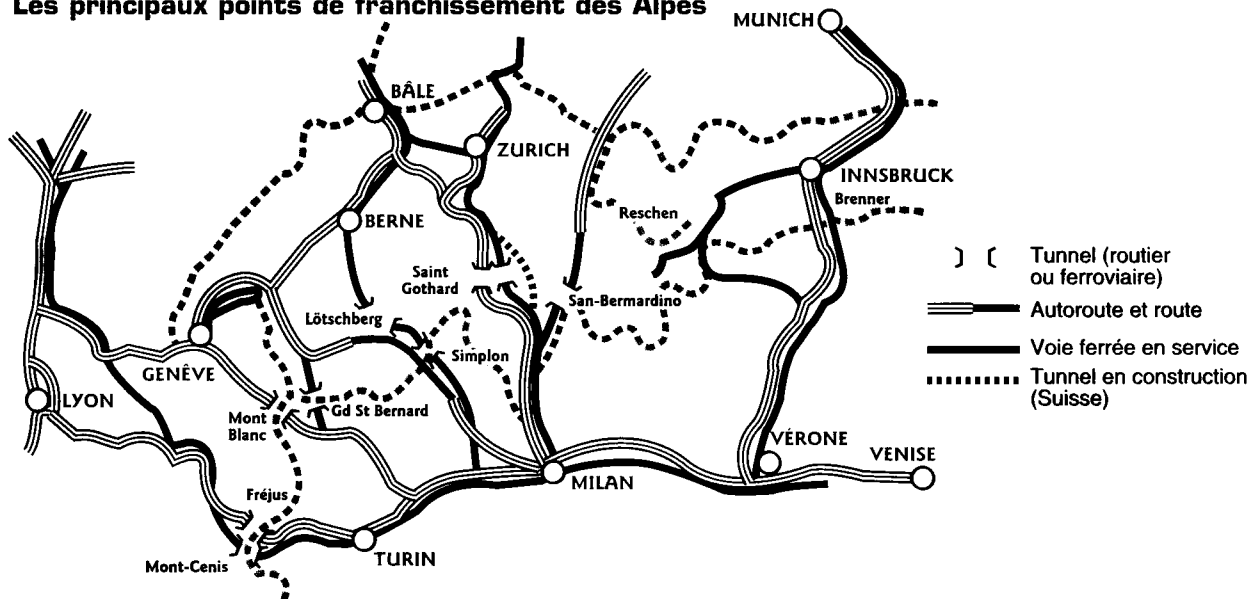 Les principaux points de franchissement des Alpes
MUNICH
BÂLE
ZURICH
INNSBRUCK
Brenner
Reschen
BERNE
Saint
Gothard
San-Bermardino
Lötschberg
Simplon
GENÊVE
LYON
Mont
Blanc
Gd St Bernard
VÉRONE
VENISE
MILAN
Fréjus
TURIN
Mont-Cenis
Tunnel (routier
ou ferroviaire)
Autoroute et route
Voie ferrée en service
Tunnel en construction
(Suisse)